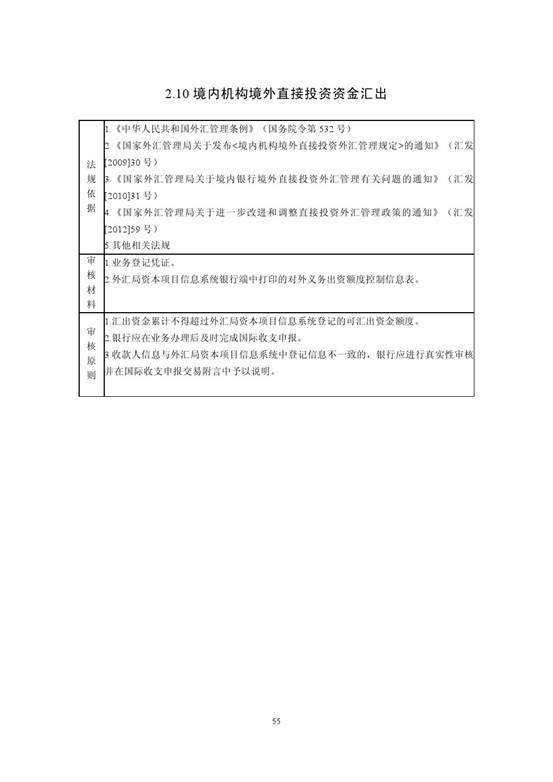 2.10 境内机构境外直接投资资金汇出
法规依据
1.《中华人民共和国外汇管理条例》（国务院令第 532 号）
2.《国家外汇管理局关于发布<境内机构境外直接投资外汇管理规定>的通知》（汇发
[2009]30 号）
3.《国家外汇管理局关于境内银行境外直接投资外汇管理有关问题的通知》（汇发
[2010]31 号）
4.《国家外汇管理局关于进一步改进和调整直接投资外汇管理政策的通知》（汇发
[2012]59 号）
5.其他相关法规
审核材料
1.业务登记凭证。
2.外汇局资本项目信息系统银行端中打印的对外义务出资额度控制信息表。
审核原则
1.汇出资金累计不得超过外汇局资本项目信息系统登记的可汇出资金额度。
2.银行应在业务办理后及时完成国际收支申报。
3.收款人信息与外汇局资本项目信息系统中登记信息不一致的，银行应进行真实性审核
并在国际收支申报交易附言中予以说明。
55